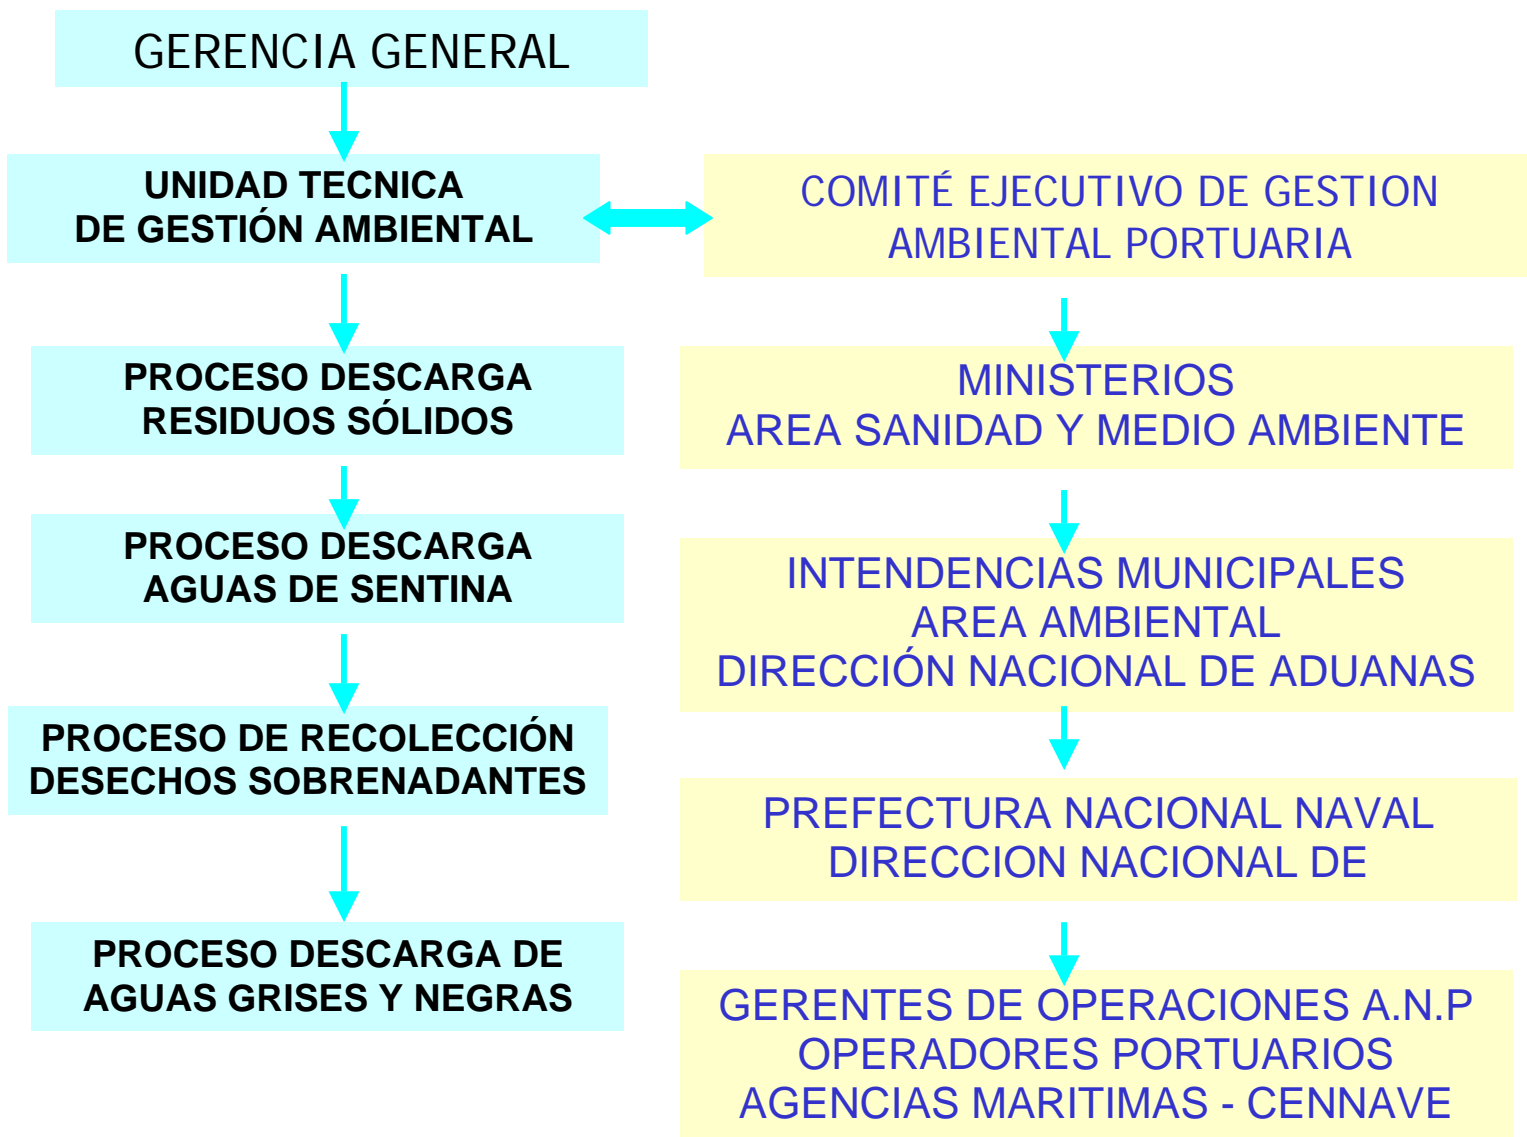 GERENCIA GENERAL
UNIDAD TECNICA
DE GESTIÓN AMBIENTAL
PROCESO DESCARGA
RESIDUOS SÓLIDOS
PROCESO DESCARGA
AGUAS DE SENTINA
PROCESO DE RECOLECCIÓN
DESECHOS SOBRENADANTES
PROCESO DESCARGA DE
AGUAS GRISES Y NEGRAS
COMITÉ EJECUTIVO DE GESTION
AMBIENTAL PORTUARIA
MINISTERIOS
AREA SANIDAD Y MEDIO AMBIENTE
INTENDENCIAS MUNICIPALES
AREA AMBIENTAL
DIRECCIÓN NACIONAL DE ADUANAS
PREFECTURA NACIONAL NAVAL
DIRECCION NACIONAL DE
GERENTES DE OPERACIONES A.N.P
OPERADORES PORTUARIOS
AGENCIAS MARITIMAS - CENNAVE